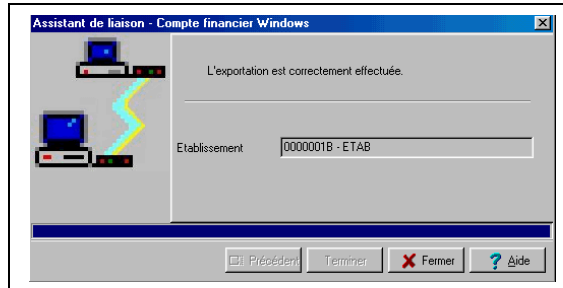 Assistant de liaison - Compte financier Windows
L'exportation est correctement effectuée.
Etablissement 0000001B - ETAB
Précédent Terminer Fermer ? Aide